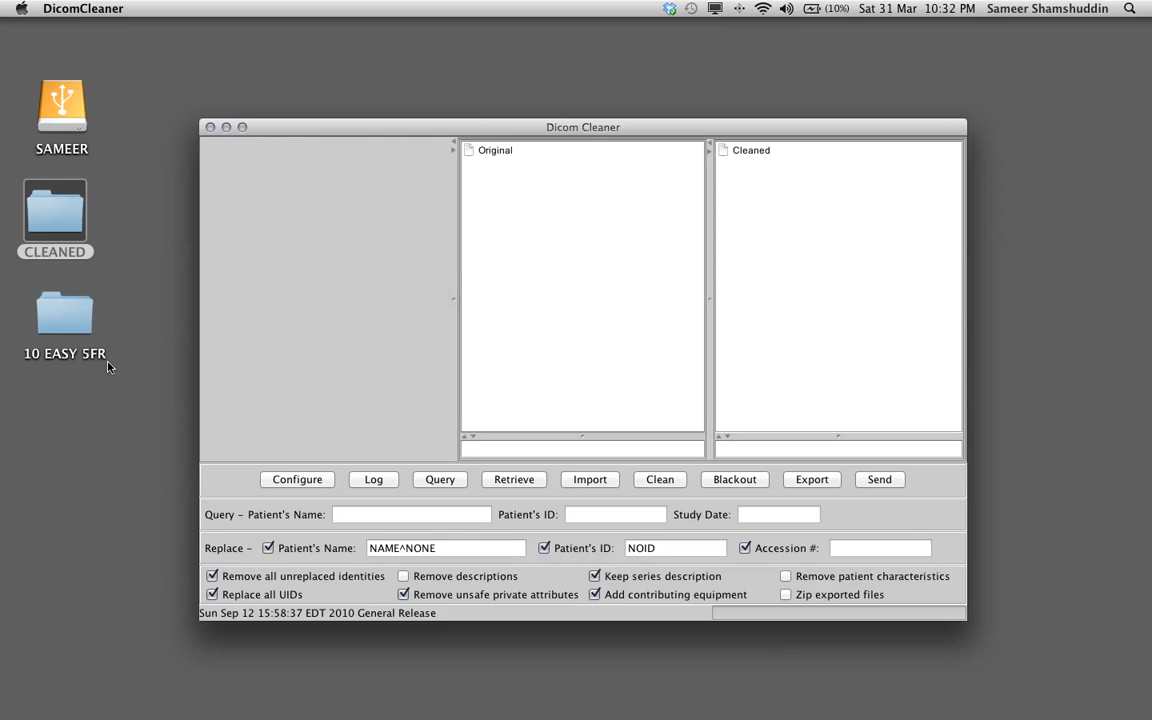 DicomCleaner
(10%)
Sat 31 Mar 10:32 PM
Sameer Shamshuddin
SAMEER
CLEANED
10 EASY 5FR
Dicom Cleaner
Original
Cleaned
Configure
Log
Query
Retrieve
Import
Clean
Blackout
Export
Send
Query – Patient's Name:
Patient's ID:
Study Date:
Replace – Patient's Name: NAME^NONE
Patient's ID: NOID
Accession #:
Remove all unreplaced identities
Remove descriptions
Keep series description
Remove patient characteristics
Replace all UIDs
Remove unsafe private attributes
Add contributing equipment
Zip exported files
Sun Sep 12 15:58:37 EDT 2010 General Release